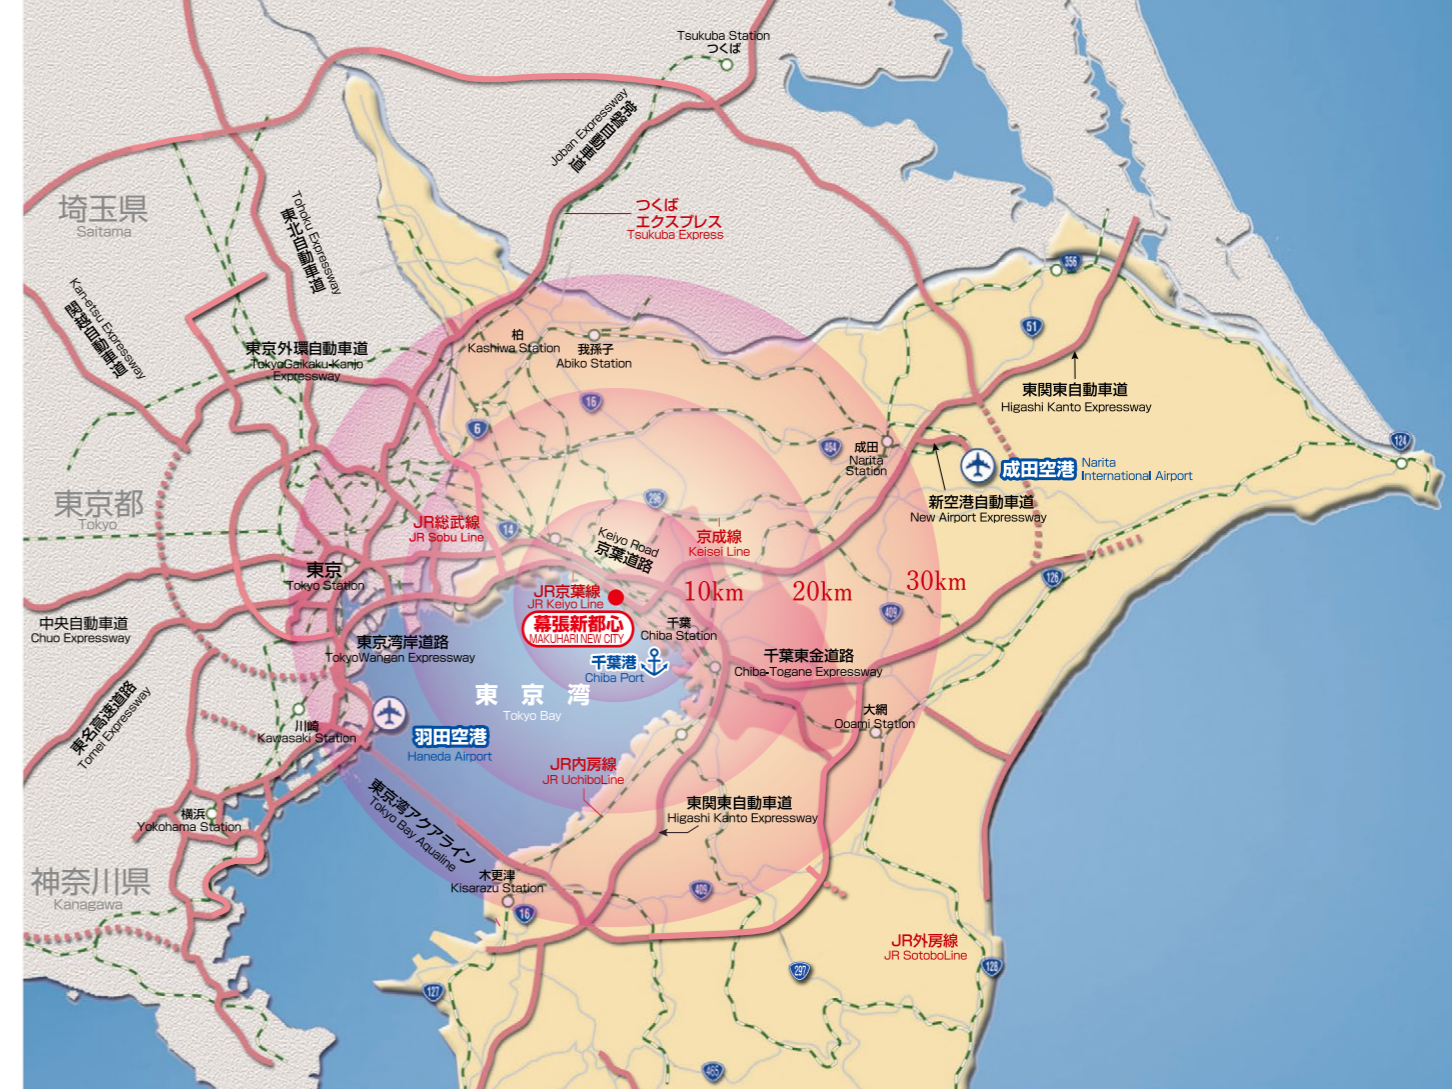 Tsukuba Station
つくば
Joban Expressway
常磐自動車道
埼玉県
Saitama
Tohoku Expressway
東北自動車道
つくば
エクスプレス
Tsukuba Express
356
Kan-etsu Expressway
関越自動車道
51
東京外環自動車道
TokyoGaikaku-Kanjo
Expressway
柏
Kashiwa Station
我孫子
Abiko Station
東関東自動車道
Higashi Kanto Expressway
16
6
464
成田
Narita
Station
124
成田空港
Narita
International Airport
東京都
Tokyo
296
新空港自動車道
New Airport Expressway
JR総武線
JR Sobu Line
14
Keiyo Road
京葉道路
京成線
Keisei Line
東京
Tokyo Station
JR京葉線
JR Keiyo Line
10km
20km
30km
126
409
中央自動車道
Chuo Expressway
幕張新都心
MAKUHARI NEW CITY
千葉
Chiba Station
東京湾岸道路
TokyoWangan Expressway
千葉港
Chiba Port
千葉東金道路
Chiba-Togane Expressway
東京湾
Tokyo Bay
東名高速道路
Tomei Expressway
川崎
Kawasaki Station
羽田空港
Haneda Airport
大網
Ooami Station
JR内房線
JR UchiboLine
東京湾アクアライン
Tokyo Bay Aqualine
東関東自動車道
Higashi Kanto Expressway
横浜
Yokohama Station
神奈川県
Kanagawa
木更津
Kisarazu Station
16
409
JR外房線
JR SotoboLine
297
128
127
465